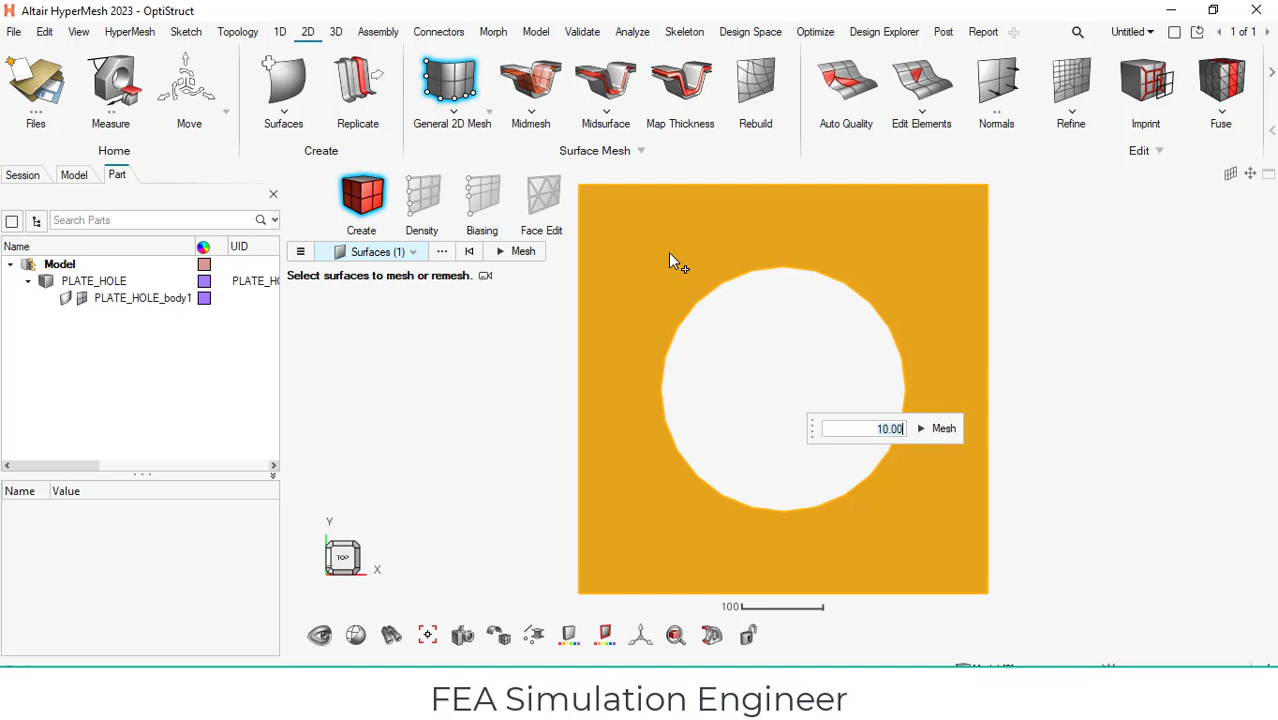 Altair HyperMesh 2023 - OptiStruct
File Edit View HyperMesh Sketch Topology 1D 2D 3D Assembly Connectors Morph Model Validate Analyze Skeleton Design Space Optimize Design Explorer Post Report Untitled 1 of 1
Files Measure Move Surfaces Replicate General 2D Mesh Midmesh Midsurface Map Thickness Rebuild Auto Quality Edit Elements Normals Refine Imprint Fuse
Home Create Surface Mesh Edit
Session Model Part
Search Parts
Create Density Biasing Face Edit
Name UID
Surfaces (1) Mesh
Model
Select surfaces to mesh or remesh.
PLATE_HOLE PLATE_H
PLATE_HOLE_body1
10.00 Mesh
Name Value
Y
TOP
X
100
FEA Simulation Engineer